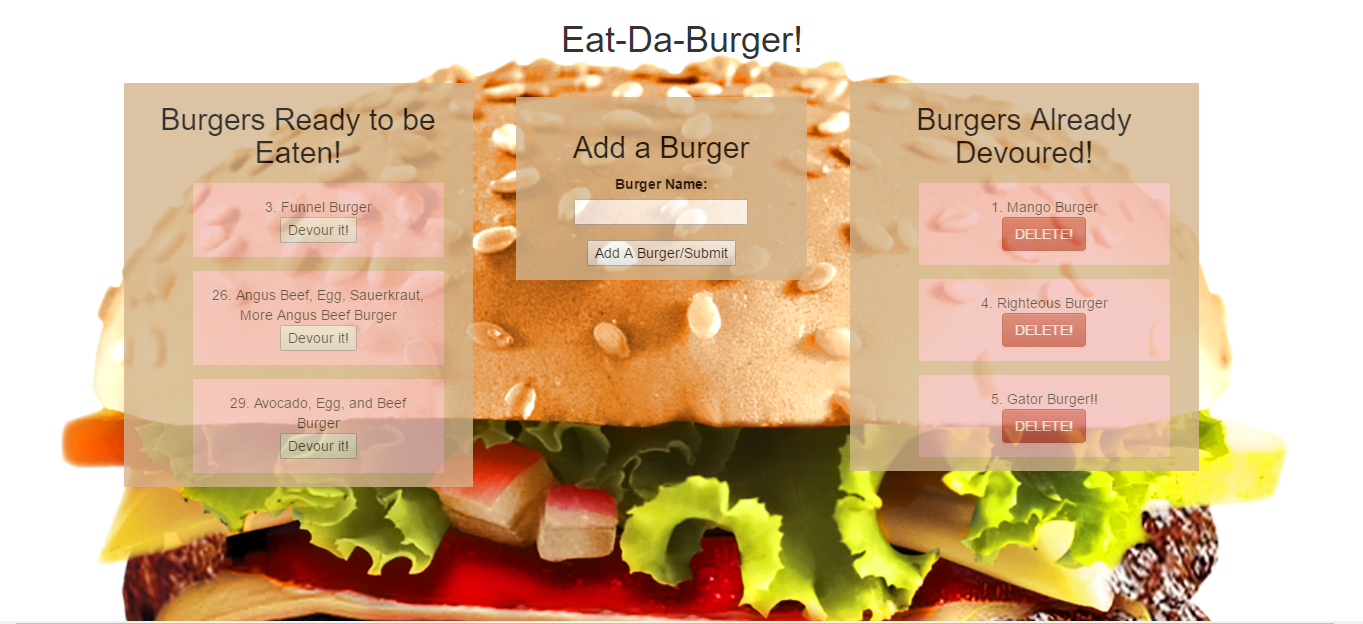 Eat-Da-Burger!
Burgers Ready to be
Eaten!
3. Funnel Burger
Devour it!
26. Angus Beef, Egg, Sauerkraut,
More Angus Beef Burger
Devour it!
29. Avocado, Egg, and Beef
Burger
Devour it!
Add a Burger
Burger Name:
Add A Burger/Submit
Burgers Already
Devoured!
1. Mango Burger
DELETE!
4. Righteous Burger
DELETE!
5. Gator Burger!!
DELETE!